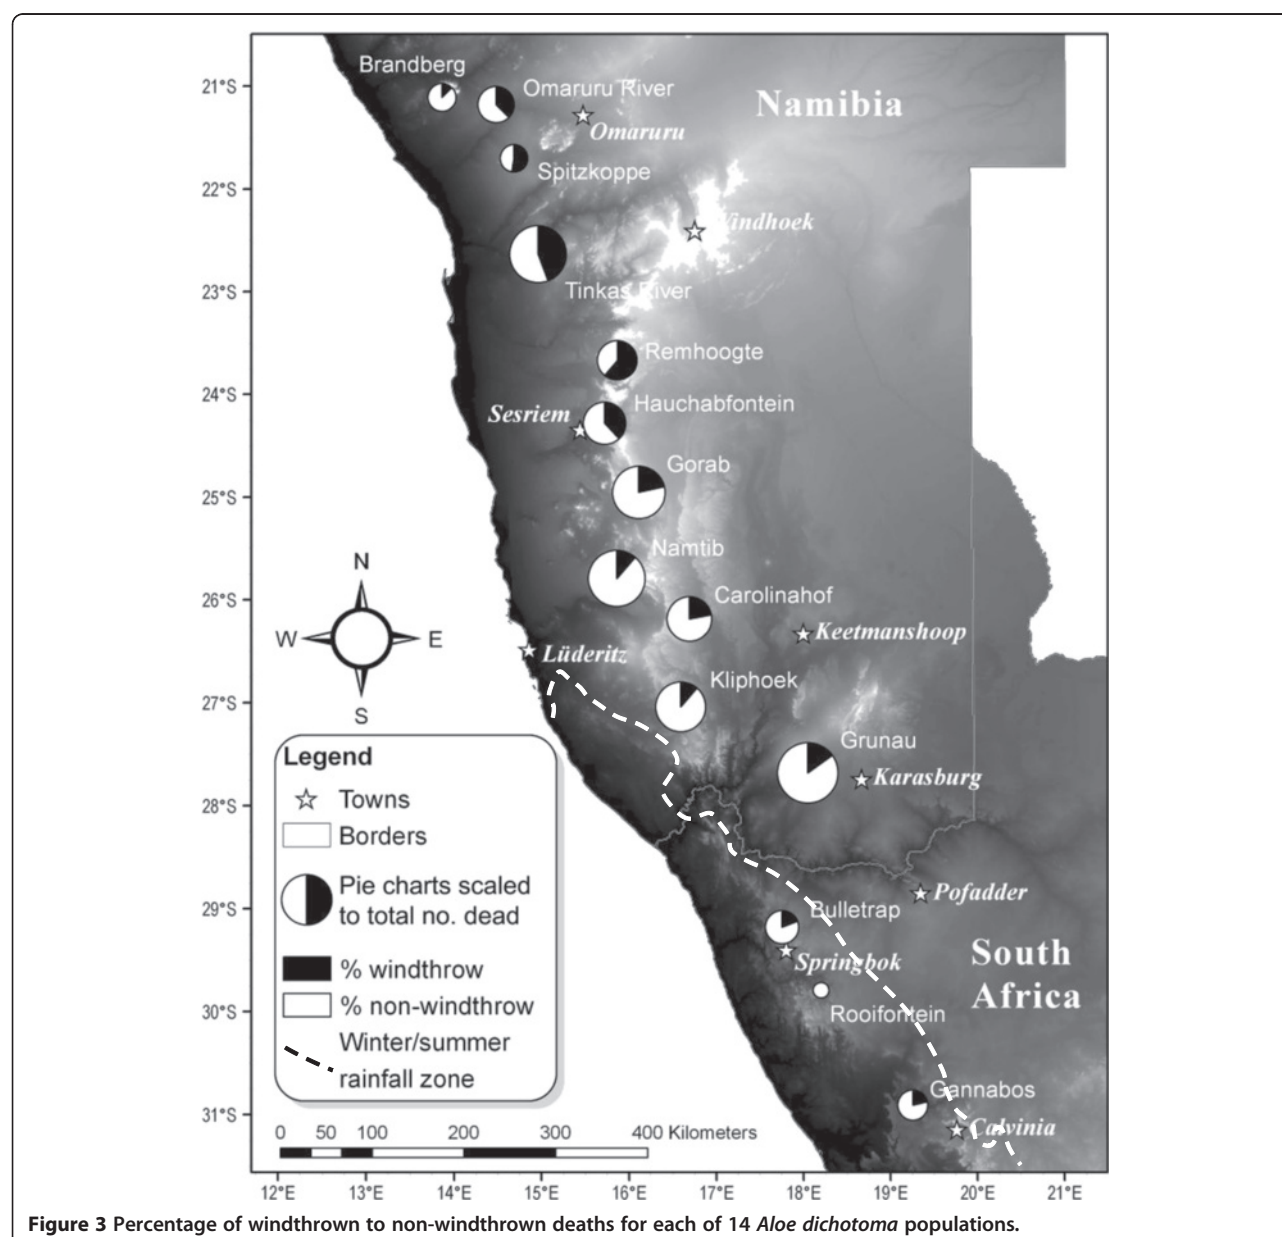 Brandberg
21°S
Omaruru River
Namibia
Omaruru
Spitzkoppe
22°S
Windhoek
Tinkas River
23°S
Remhoogte
24°S
Hauchabfontein
Sesriem
Gorab
25°S
Namtib
N
Carolinahof
26°S
Keetmanshoop
W
E
Lüderitz
Kliphoek
27°S
S
Grunau
Legend
Karasburg
Towns
28°S
Borders
Pie charts scaled
to total no. dead
Pofadder
29°S
Bulletrap
South
Africa
Springbok
% windthrow
% non-windthrow
30°S
Rooifontein
Winter/summer
rainfall zone
Gannabos
31°S
Calvinia
0 50 100 200 300 400 Kilometers
12°E 13°E 14°E 15°E 16°E 17°E 18°E 19°E 20°E 21°E
Figure 3 Percentage of windthrown to non-windthrown deaths for each of 14 Aloe dichotoma populations.